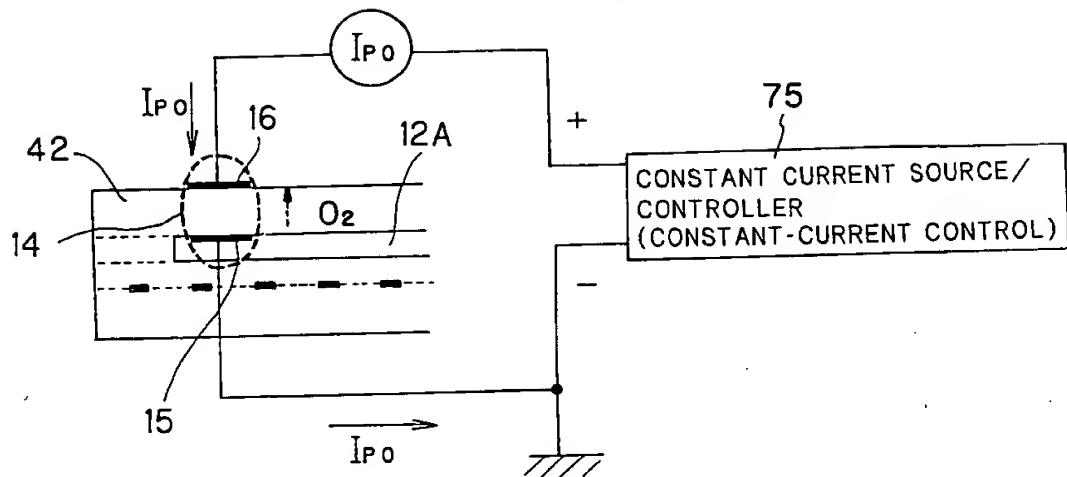 IPO
IPO
16
75
42
12A
+
CONSTANT CURRENT SOURCE/
CONTROLLER
(CONSTANT-CURRENT CONTROL)
O2
14
−
15
IPO